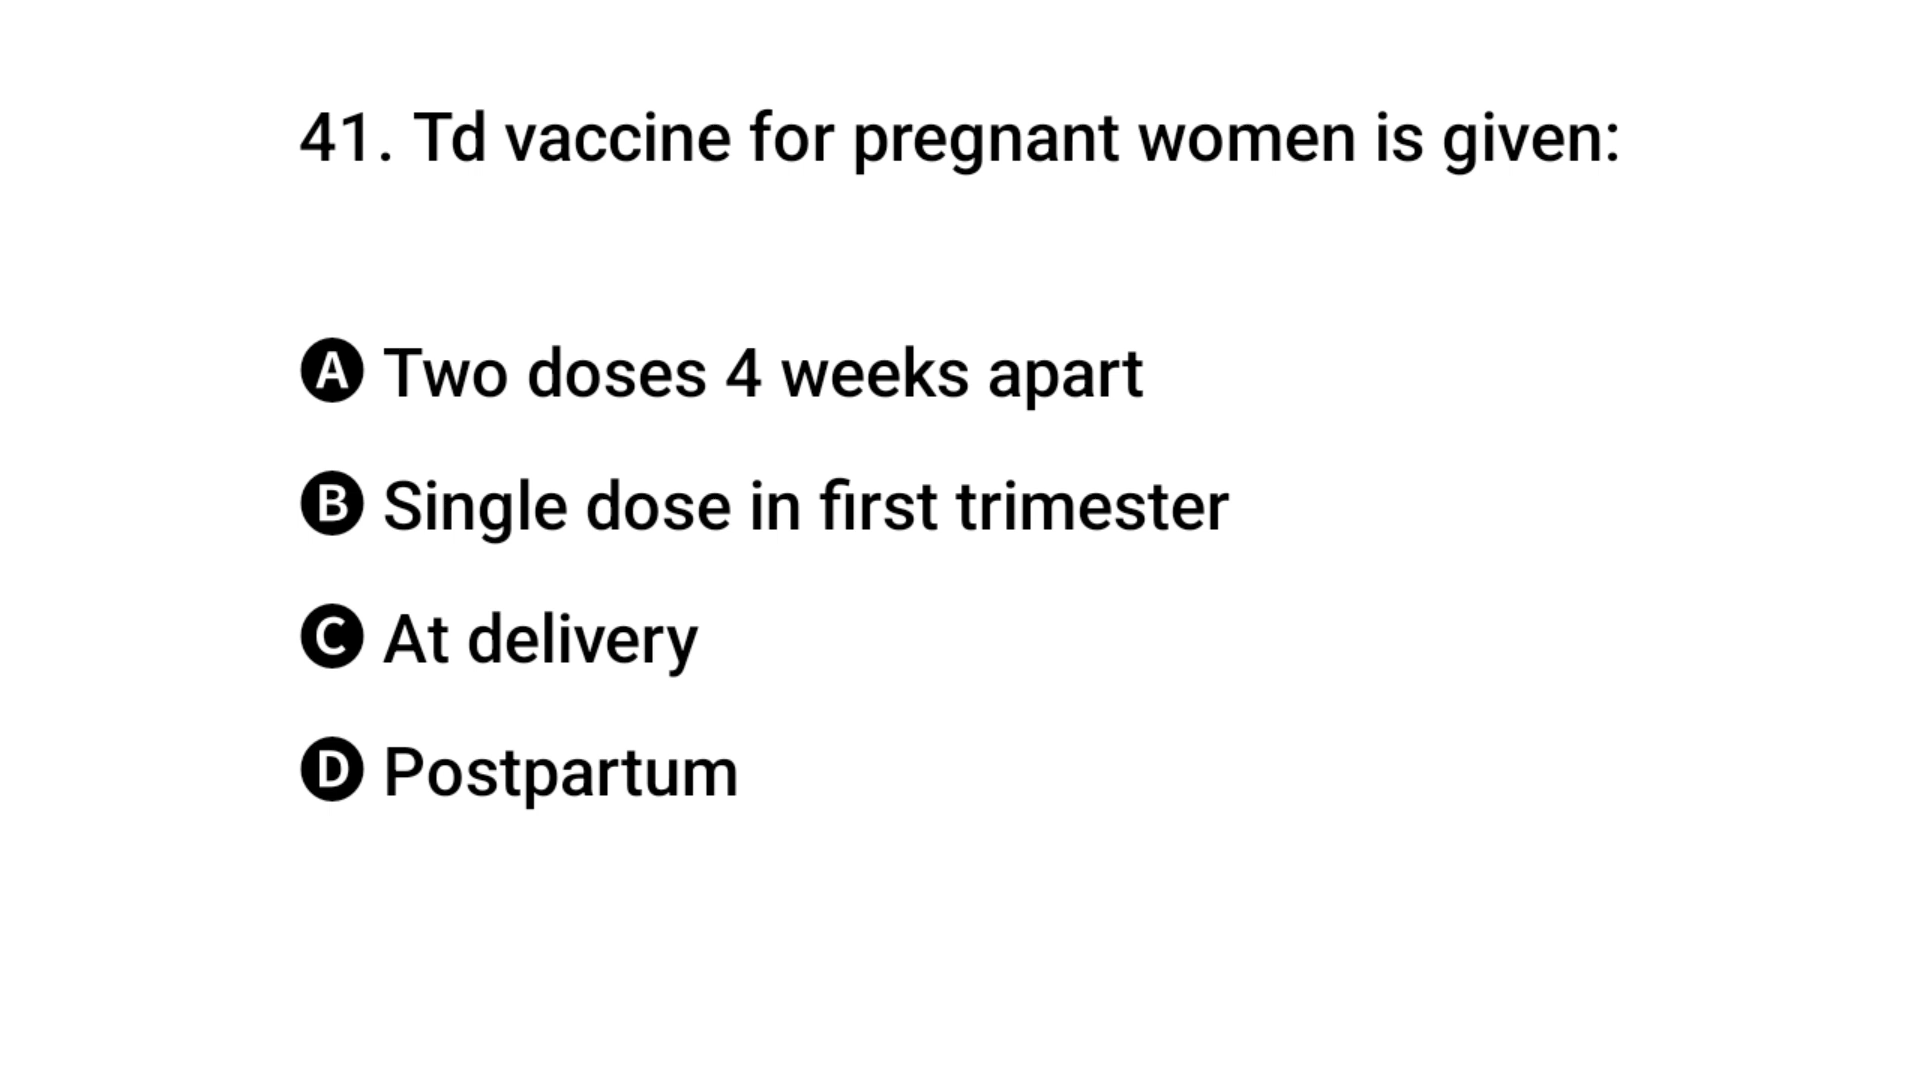 41. Td vaccine for pregnant women is given:
A Two doses 4 weeks apart
B Single dose in first trimester
C At delivery
D Postpartum